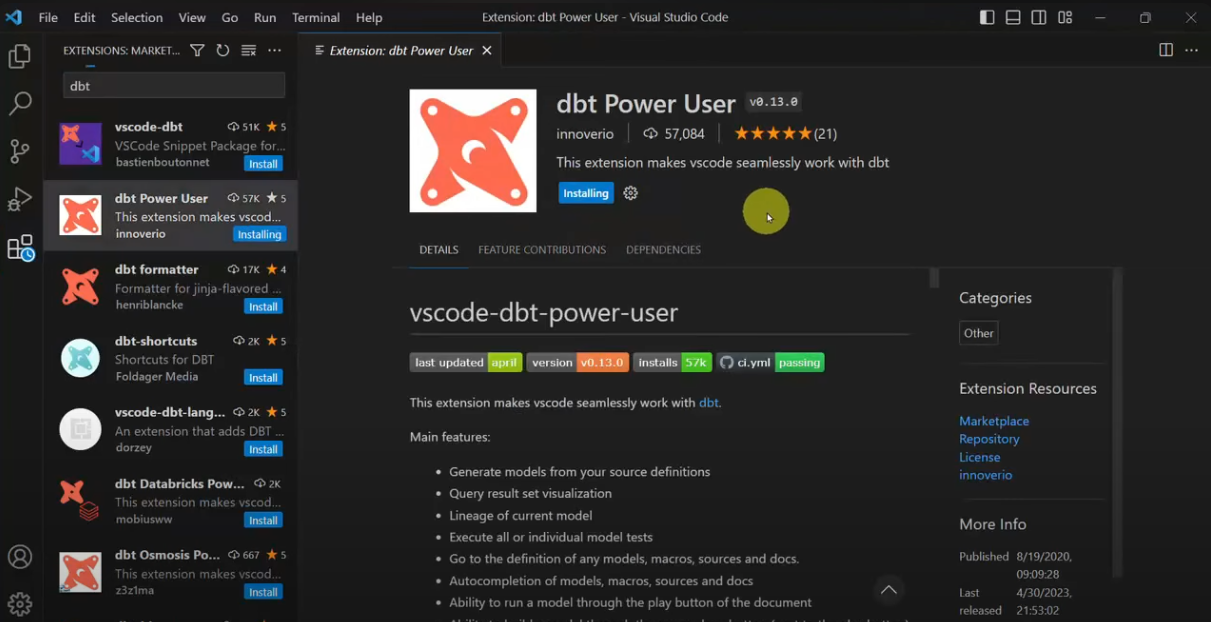 File Edit Selection View Go Run Terminal Help
Extension: dbt Power User - Visual Studio Code
EXTENSIONS: MARKET...
dbt
vscode-dbt 51K 5
VSCode Snippet Package for...
bastienboutonnet Install
dbt Power User 57K 5
This extension makes vscod...
innoverio Installing
dbt formatter 17K 4
Formatter for jinja-flavored ...
henriblancke Install
dbt-shortcuts 2K 5
Shortcuts for DBT
Foldager Media Install
vscode-dbt-lang... 2K 5
An extension that adds DBT ...
dorzey Install
dbt Databricks Pow... 2K
This extension makes vscod...
mobiusww Install
dbt Osmosis Po... 667 5
This extension makes vscod...
z3z1ma Install
Extension: dbt Power User
dbt Power User v0.13.0
innoverio 57,084 (21)
This extension makes vscode seamlessly work with dbt
Installing
DETAILS FEATURE CONTRIBUTIONS DEPENDENCIES
vscode-dbt-power-user
last updated april version v0.13.0 installs 57k ci.yml passing
This extension makes vscode seamlessly work with dbt.
Main features:
• Generate models from your source definitions
• Query result set visualization
• Lineage of current model
• Execute all or individual model tests
• Go to the definition of any models, macros, sources and docs.
• Autocompletion of models, macros, sources and docs
• Ability to run a model through the play button of the document
Categories
Other
Extension Resources
Marketplace
Repository
License
innoverio
More Info
Published 8/19/2020,
09:09:28
Last 4/30/2023,
released 21:53:02